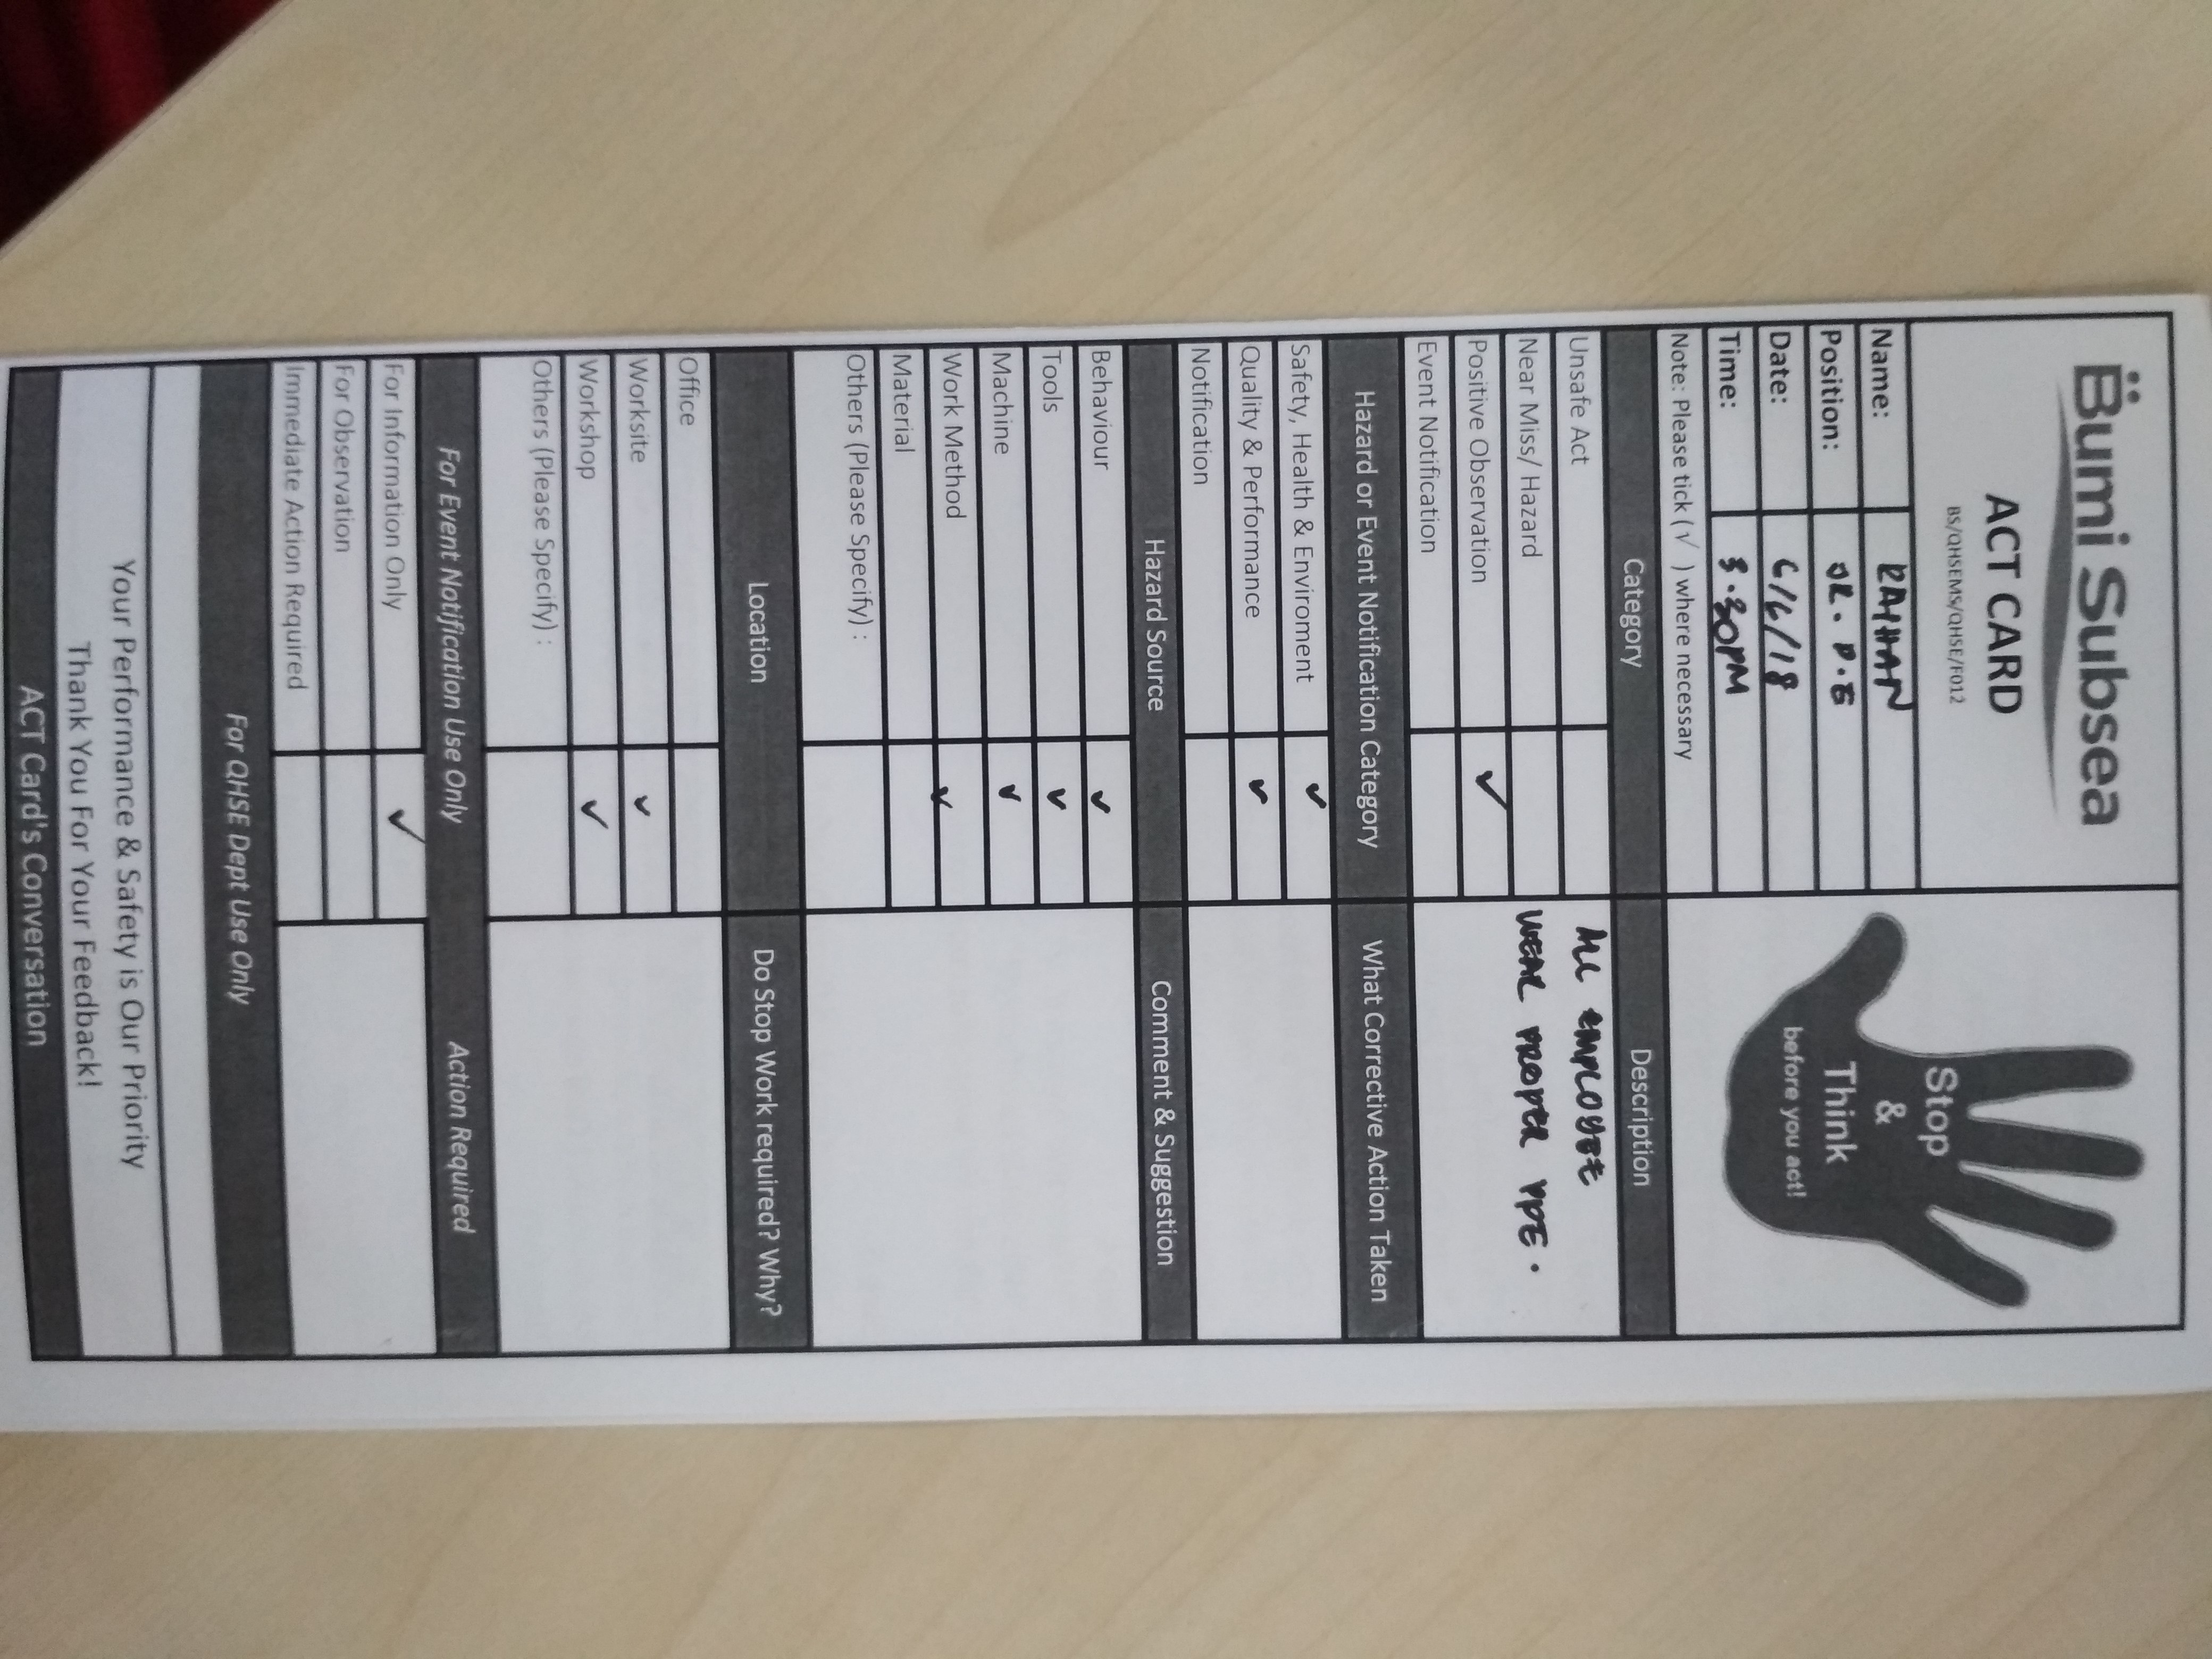 Bumi Subsea
ACT CARD
BS/QHSEMS/QHSE/F012
Stop
&
Think
before you act!
Name: RAIHAN
Position: JR. P.E
Date: 6/6/18
Time: 3.30PM
Note: Please tick (√ ) where necessary
Category Description
Unsafe Act
Near Miss/ Hazard
Positive Observation ✓
Event Notification
All employee
wear proper PPE.
Hazard or Event Notification Category What Corrective Action Taken
Safety, Health & Enviroment ✓
Quality & Performance ✓
Notification
Hazard Source Comment & Suggestion
Behaviour ✓
Tools ✓
Machine ✓
Work Method ✓
Material
Others (Please Specify) :
Location Do Stop Work required? Why?
Office
Worksite ✓
Workshop ✓
Others (Please Specify) :
For Event Notification Use Only Action Required
For Information Only ✓
For Observation
Immediate Action Required
For QHSE Dept Use Only
Your Performance & Safety is Our Priority
Thank You For Your Feedback!
ACT Card's Conversation